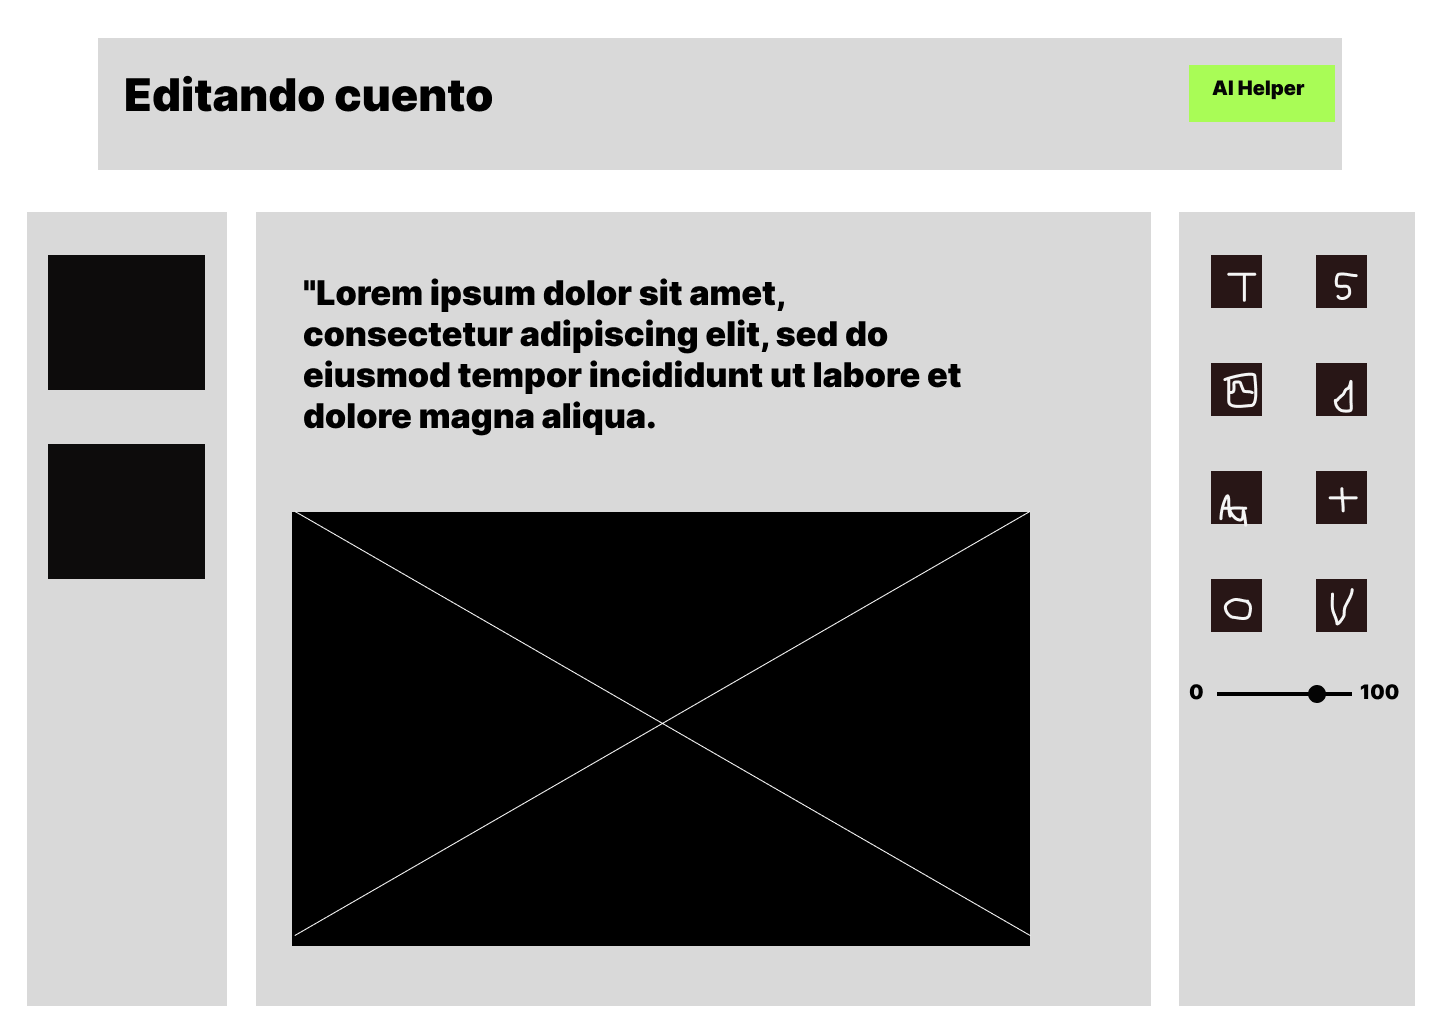 Editando cuento
AI Helper
"Lorem ipsum dolor sit amet,
consectetur adipiscing elit, sed do
eiusmod tempor incididunt ut labore et
dolore magna aliqua.
T S
+
O V
0 100